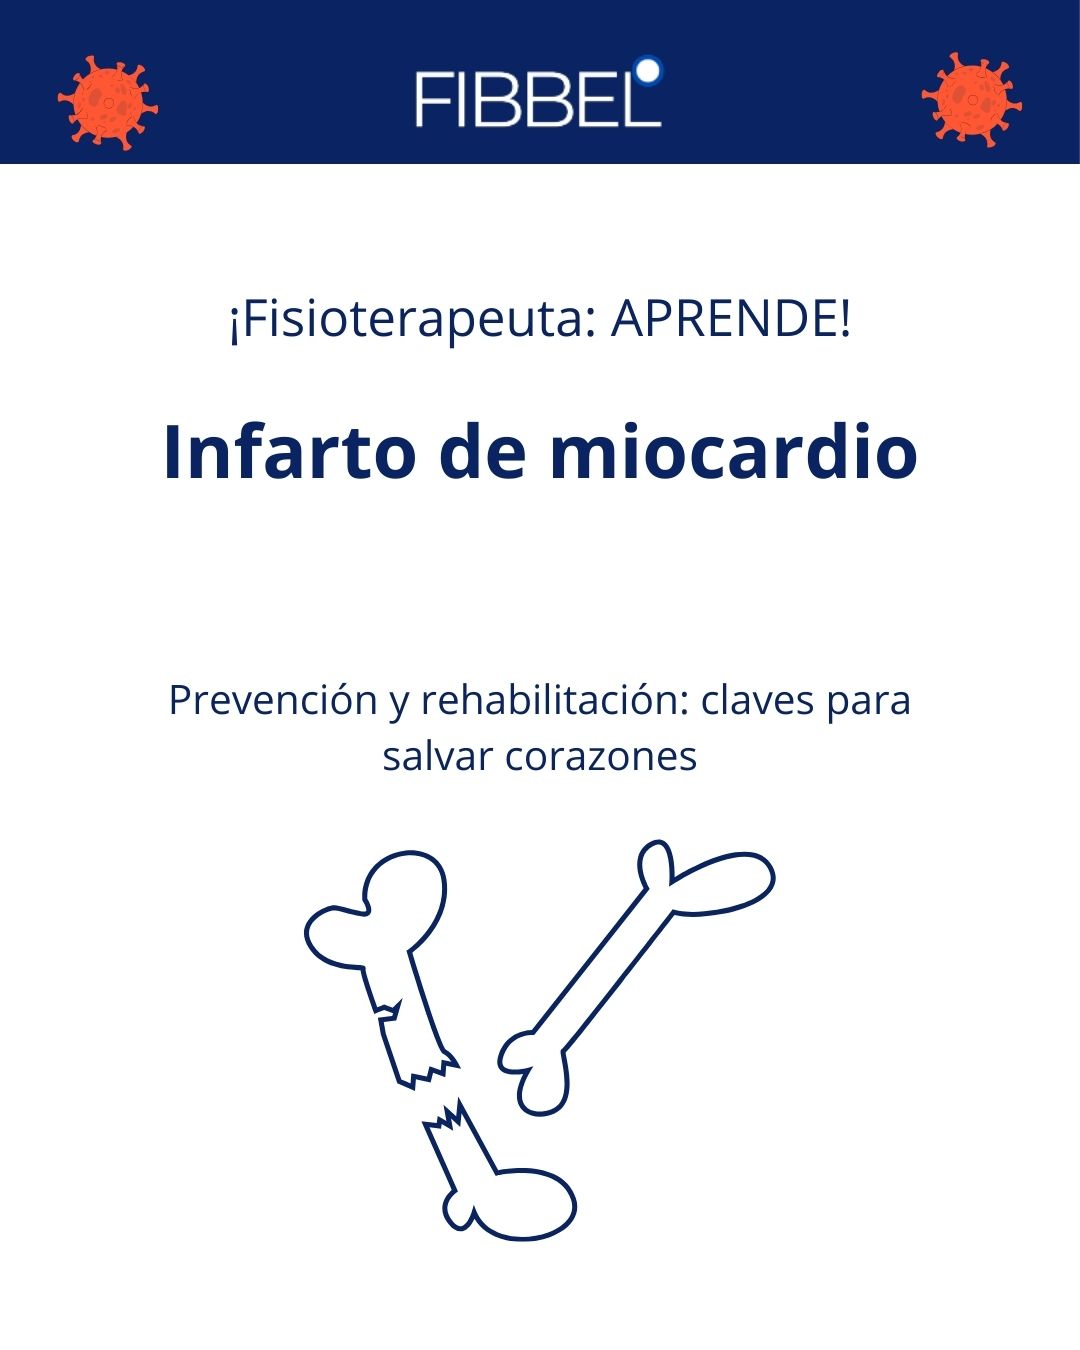 FIBBEL
¡Fisioterapeuta: APRENDE!
Infarto de miocardio
Prevención y rehabilitación: claves para
salvar corazones